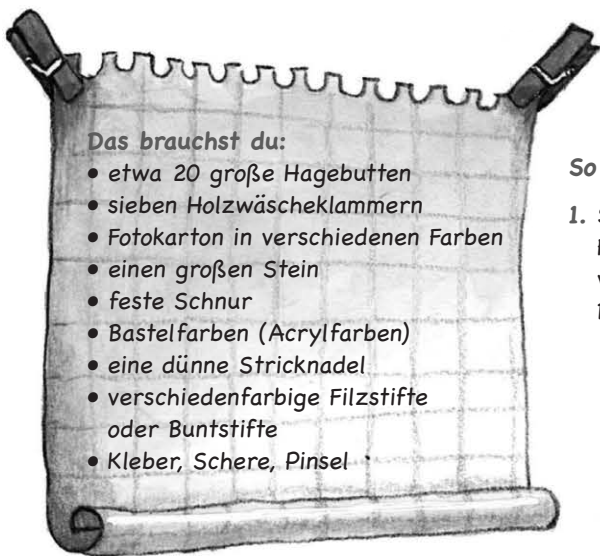 Das brauchst du:
• etwa 20 große Hagebutten
• sieben Holzwäscheklammern
• Fotokarton in verschiedenen Farben
• einen großen Stein
• feste Schnur
• Bastelfarben (Acrylfarben)
• eine dünne Stricknadel
• verschiedenfarbige Filzstifte
oder Buntstifte
• Kleber, Schere, Pinsel
So
1.